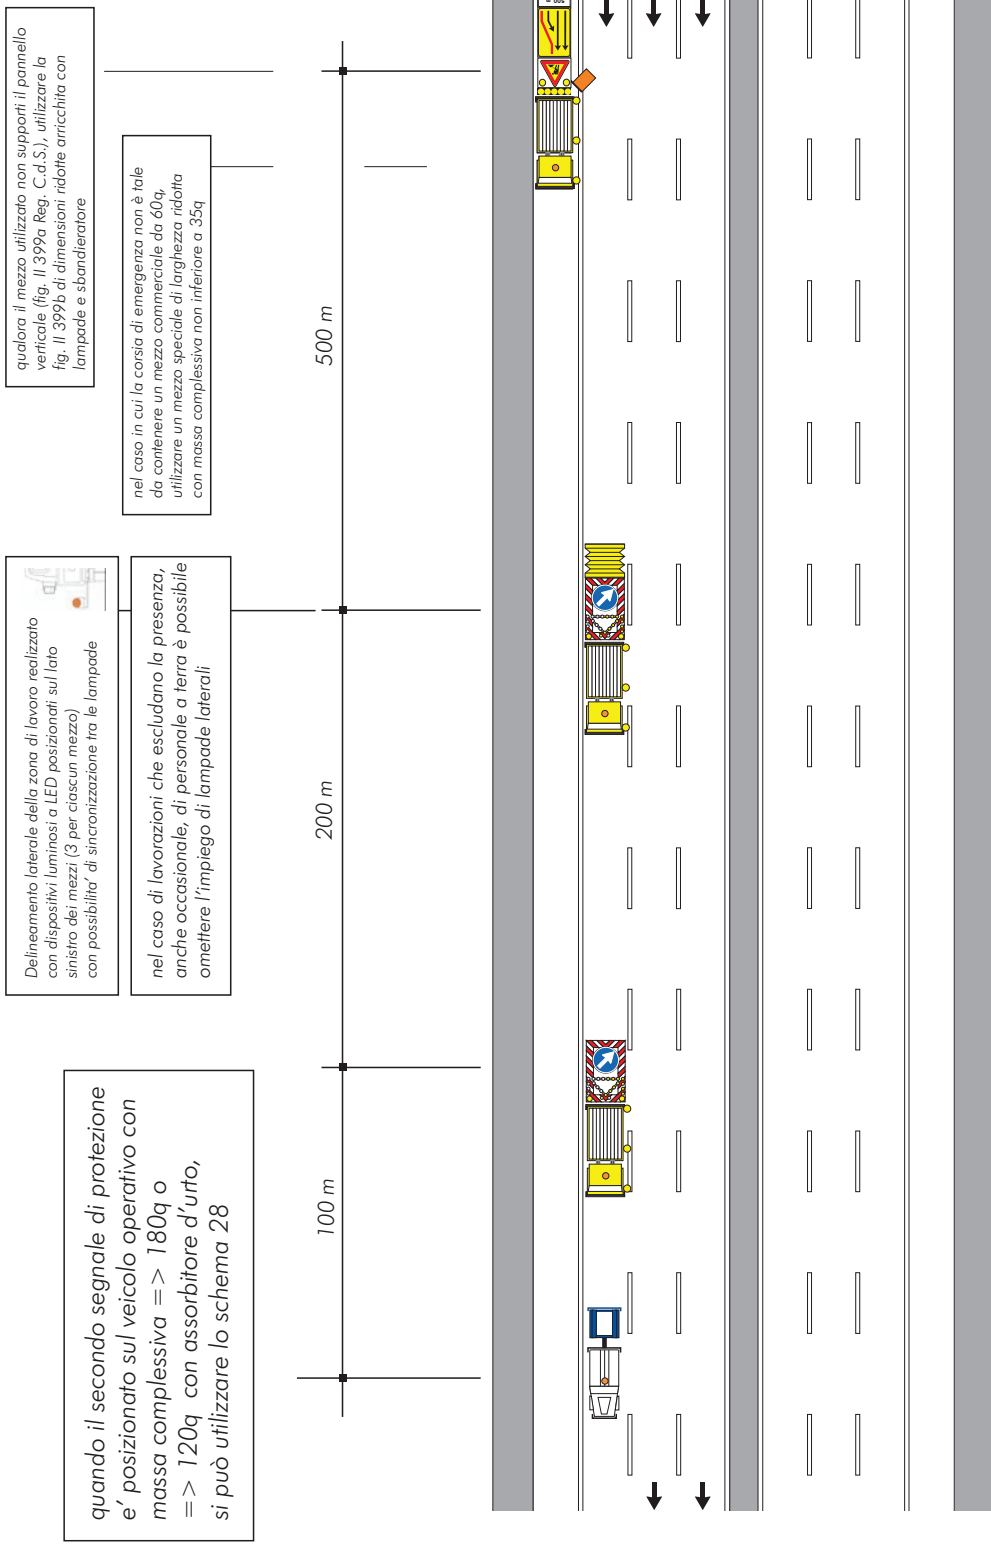 qualora il mezzo utilizzato non supporti il pannello
verticale (fig. II 399a Reg. C.d.S.), utilizzare la
fig. II 399b di dimensioni ridotte arricchita con
lampade e sbandieratore
nel caso in cui la corsia di emergenza non è tale
da contenere un mezzo commerciale da 60q,
utilizzare un mezzo speciale di larghezza ridotta
con massa complessiva non inferiore a 35q
Delineamento laterale della zona di lavoro realizzato
con dispositivi luminosi a LED posizionati sul lato
sinistro dei mezzi (3 per ciascun mezzo)
con possibilita' di sincronizzazione tra le lampade
nel caso di lavorazioni che escludano la presenza,
anche occasionale, di personale a terra è possibile
omettere l'impiego di lampade laterali
quando il secondo segnale di protezione
e' posizionato sul veicolo operativo con
massa complessiva => 180q o
=> 120q con assorbitore d'urto,
si può utilizzare lo schema 28
500 m
200 m
100 m